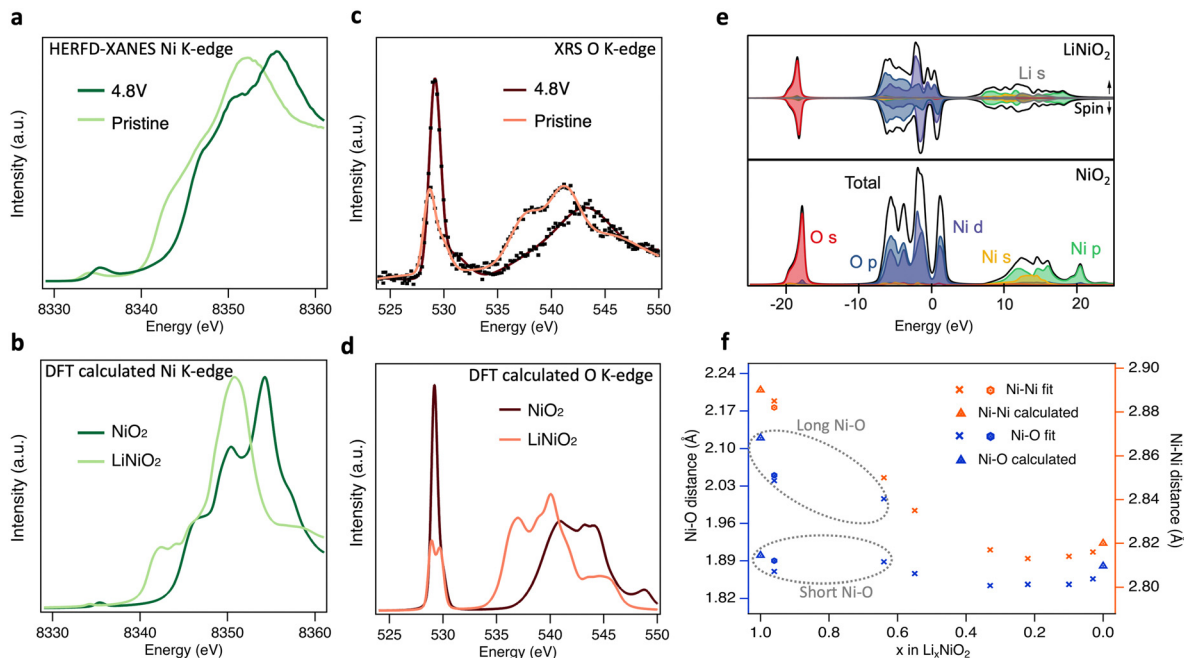 a
HERFD-XANES Ni K-edge
4.8V
Pristine
Intensity (a.u.)
8330 8340 8350 8360
Energy (eV)
b
DFT calculated Ni K-edge
NiO₂
LiNiO₂
Intensity (a.u.)
8330 8340 8350 8360
Energy (eV)
c
XRS O K-edge
4.8V
Pristine
Intensity (a.u.)
525 530 535 540 545 550
Energy (eV)
d
DFT calculated O K-edge
NiO₂
LiNiO₂
Intensity (a.u.)
525 530 535 540 545 550
Energy (eV)
e
LiNiO₂
Li s
Spin
NiO₂
Total
O s
O p
Ni d
Ni s
Ni p
-20 -10 0 10 20
Energy (eV)
f
Ni-O distance (Å)
2.24
2.17
2.10
2.03
1.96
1.89
1.82
Ni-Ni fit
Ni-Ni calculated
Ni-O fit
Ni-O calculated
Long Ni-O
Short Ni-O
2.90
2.88
2.86
2.84
2.82
2.80
Ni-Ni distance (Å)
1.0 0.8 0.6 0.4 0.2 0.0
x in LiₓNiO₂